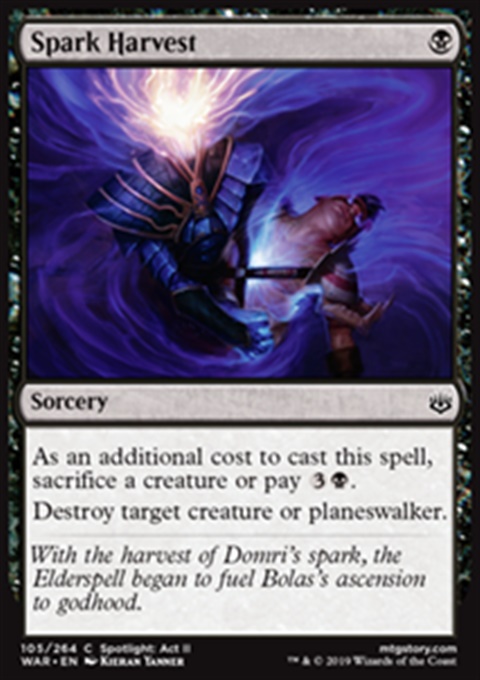 Spark Harvest
Sorcery
As an additional cost to cast this spell,
sacrifice a creature or pay 3.
Destroy target creature or planeswalker.
With the harvest of Domri's spark, the
Elderspell began to fuel Bolas's ascension
to godhood.
105/264 C Spotlight: Act II
WAR • EN Kieran Yanner
mtgstory.com
™ & © 2019 Wizards of the Coast